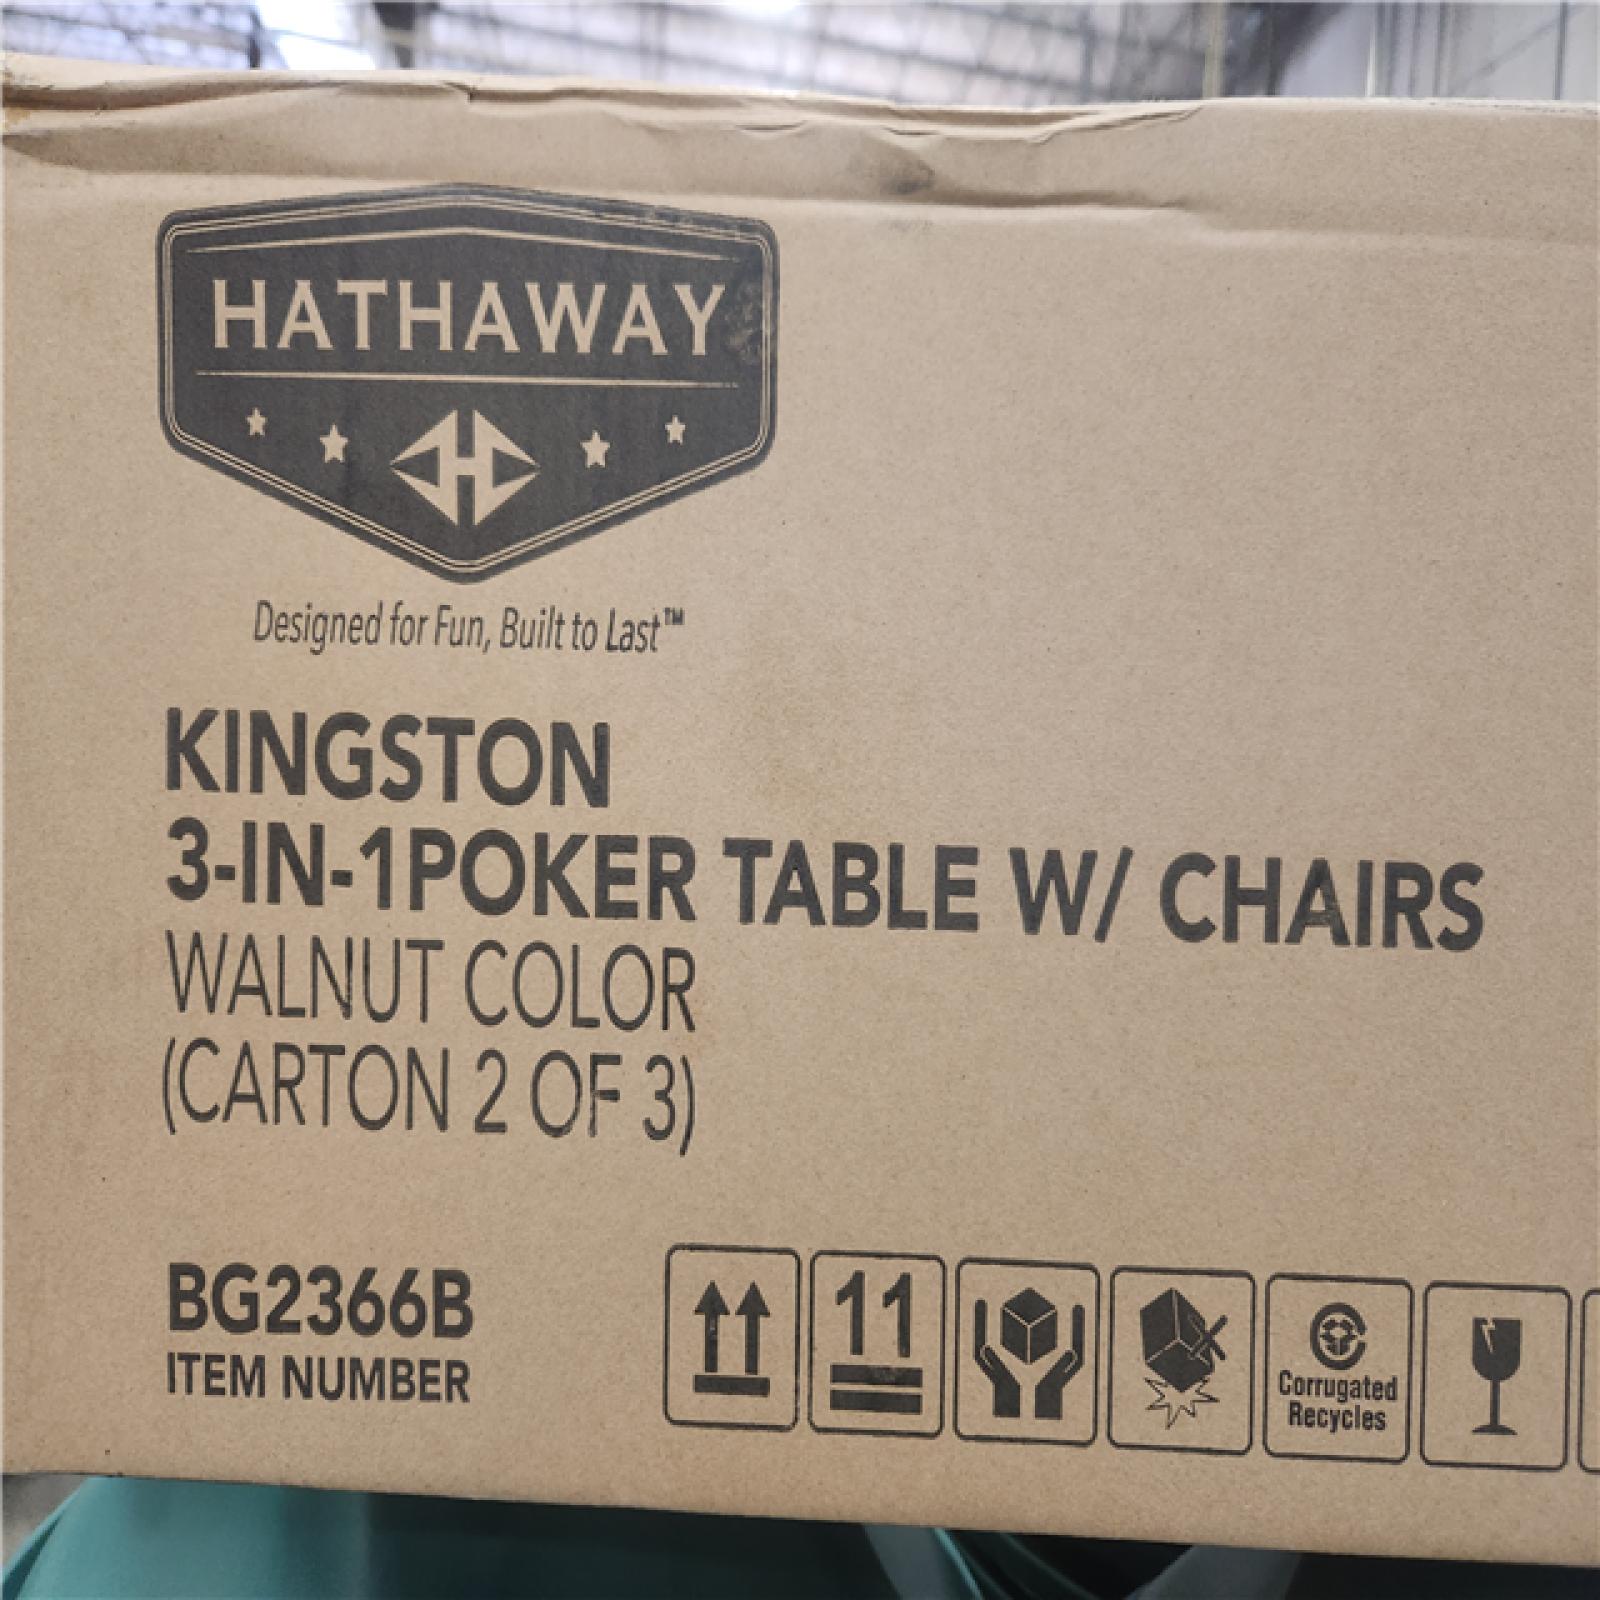 HATHAWAY
Designed for Fun, Built to Last™
KINGSTON
3-IN-1POKER TABLE W/ CHAIRS
WALNUT COLOR
(CARTON 2 OF 3)
BG2366B
ITEM NUMBER
11
Corrugated
Recycles